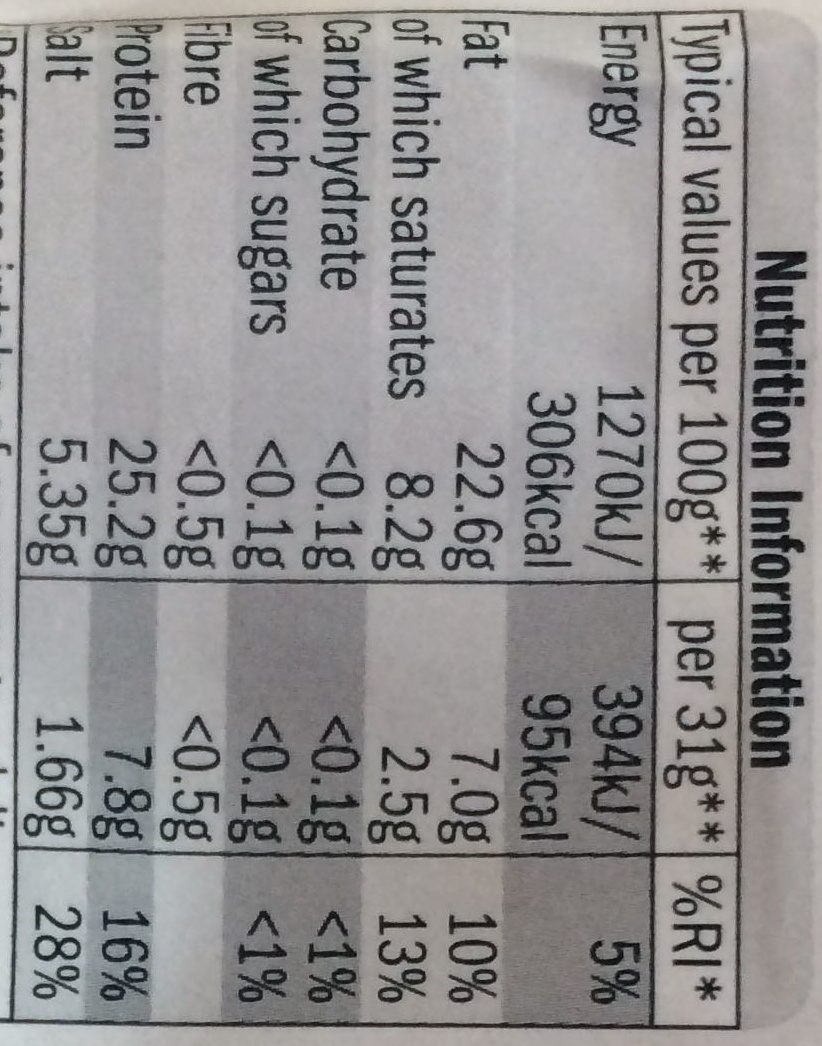 Nutrition Information
Typical values per 100g** per 31g** %RI*
Energy 1270kJ/ 394kJ/ 5%
306kcal 95kcal
Fat 22.6g 7.0g 10%
of which saturates 8.2g 2.5g 13%
Carbohydrate <0.1g <0.1g <1%
of which sugars <0.1g <0.1g <1%
Fibre <0.5g <0.5g
Protein 25.2g 7.8g 16%
Salt 5.35g 1.66g 28%